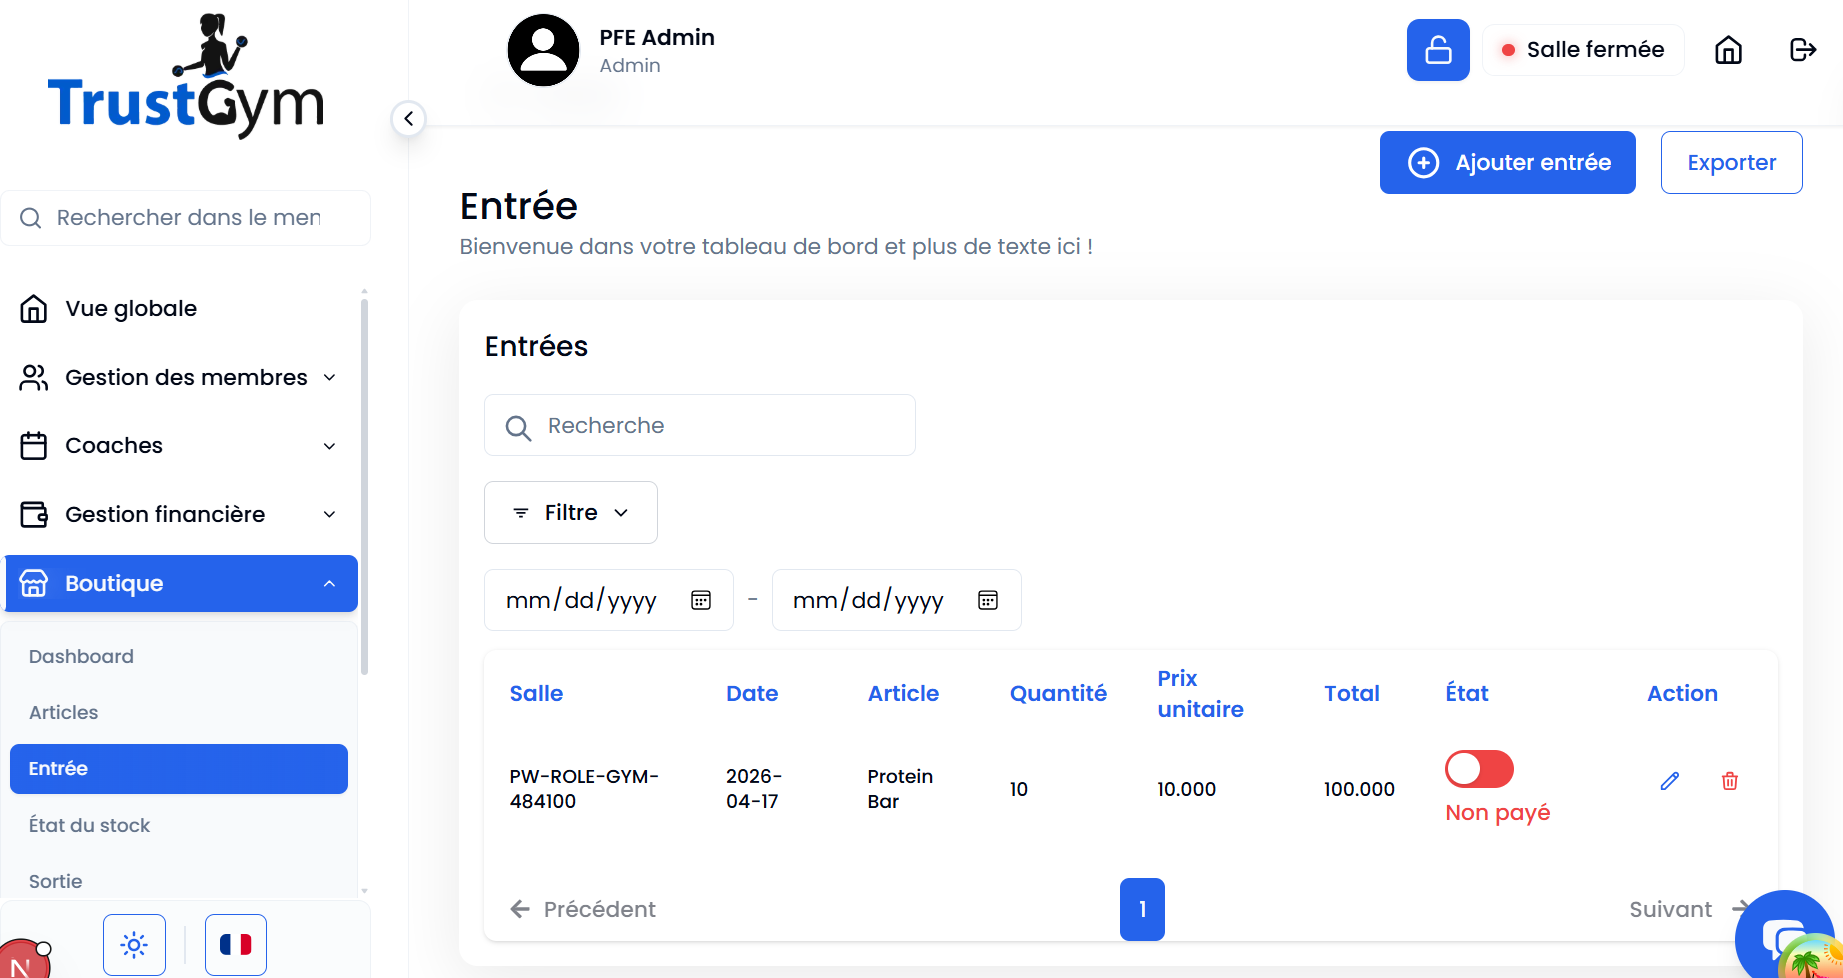 TrustGym
PFE Admin
Admin
Salle fermée
Rechercher dans le men
Vue globale
Gestion des membres
Coaches
Gestion financière
Boutique
Dashboard
Articles
Entrée
État du stock
Sortie
N
Ajouter entrée
Exporter
Entrée
Bienvenue dans votre tableau de bord et plus de texte ici !
Entrées
Recherche
Filtre
mm/dd/yyyy - mm/dd/yyyy
Salle Date Article Quantité Prix unitaire Total État Action
PW-ROLE-GYM-484100 2026-04-17 Protein Bar 10 10.000 100.000 Non payé
Précédent 1 Suivant